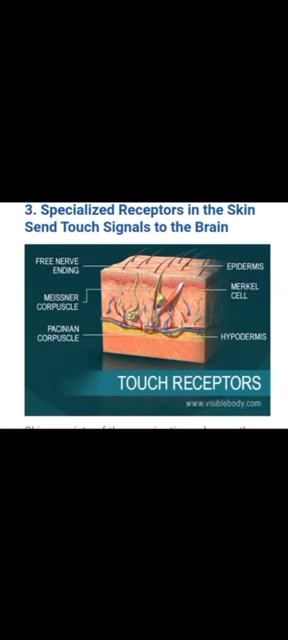 3. Specialized Receptors in the Skin
Send Touch Signals to the Brain
FREE NERVE
ENDING
MEISSNER
CORPUSCLE
PACINIAN
CORPUSCLE
EPIDERMIS
MERKEL
CELL
HYPODERMIS
TOUCH RECEPTORS
www.visiblebody.com